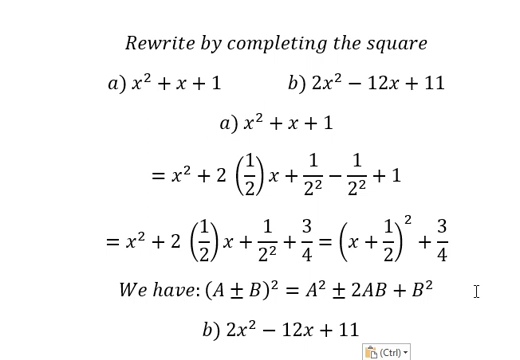 Rewrite by completing the square
a) x² + x + 1 b) 2x² − 12x + 11
a) x² + x + 1
= x² + 2 (1/2) x + 1/2² − 1/2² + 1
= x² + 2 (1/2) x + 1/2² + 3/4 = (x + 1/2)² + 3/4
We have: (A ± B)² = A² ± 2AB + B²
b) 2x² − 12x + 11
(Ctrl)